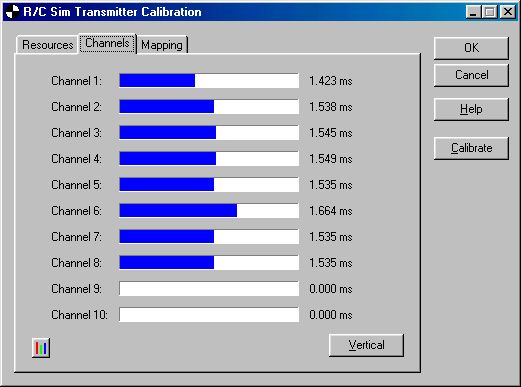 R/C Sim Transmitter Calibration
Resources Channels Mapping
Channel 1: 1.423 ms
Channel 2: 1.538 ms
Channel 3: 1.545 ms
Channel 4: 1.549 ms
Channel 5: 1.535 ms
Channel 6: 1.664 ms
Channel 7: 1.535 ms
Channel 8: 1.535 ms
Channel 9: 0.000 ms
Channel 10: 0.000 ms
Vertical
OK
Cancel
Help
Calibrate